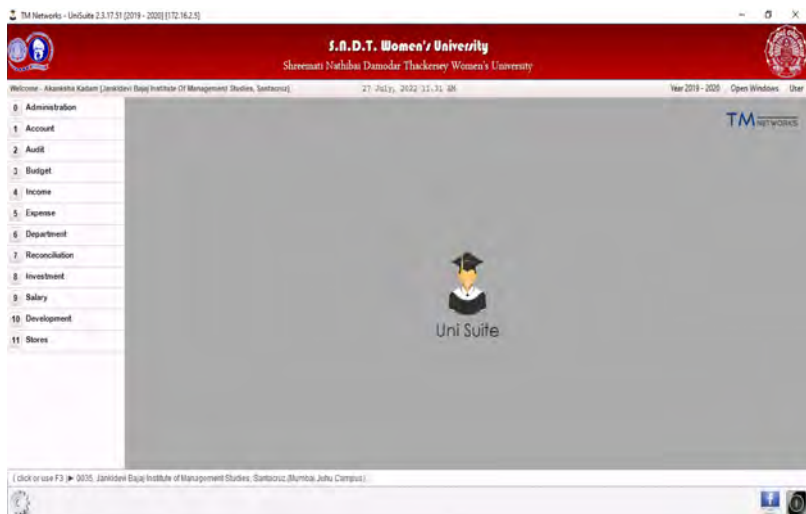 TM Networks - UniSuite 2.3.17.51 [2019 - 2020] [172.16.2.5]
S.N.D.T. Women's University
Shreemati Nathibai Damodar Thackersey Women's University
Welcome - Akanksha Kadam [Jankidevi Bajaj Institute Of Management Studies, Santacruz], 27 July, 2022 11.31 AM Year 2019 - 2020 Open Windows User
0 Administration
TM NETWORKS
1 Account
2 Audit
3 Budget
4 Income
5 Expense
6 Department
7 Reconciliation
8 Investment
9 Salary
10 Development
11 Stores
Uni Suite
( click or use F3 ) 0035, Jankidevi Bajaj Institute of Management Studies, Santacruz (Mumbai Juhu Campus)